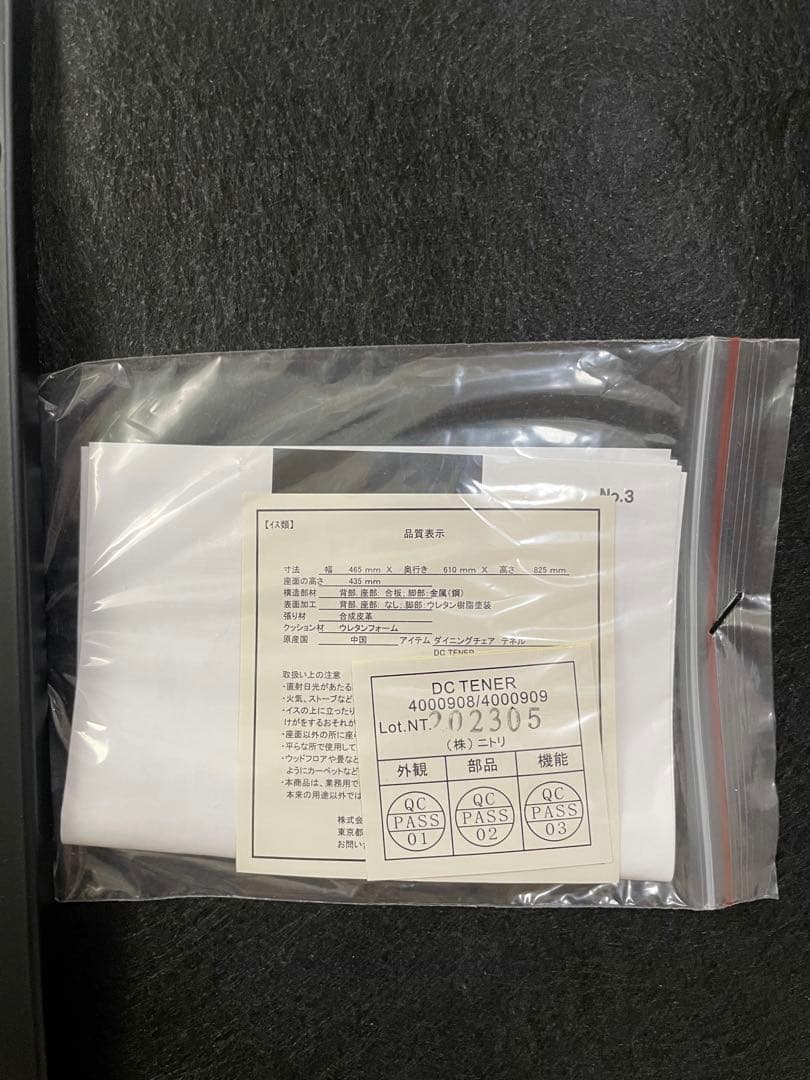 No.3
【イス類】
品質表示
寸法 幅 465 mm X 奥行き 610 mm X 高さ 825 mm
座面の高さ 435 mm
構造部材 背部、座部: 合板; 脚部: 金属(鋼)
表面加工 背部、座部: なし; 脚部: ウレタン樹脂塗装
張り材 合成皮革
クッション材 ウレタンフォーム
原産国 中国 アイテム ダイニングチェア テネル
DC TENER
取扱い上の注意
・直射日光があたる
・火気、ストーブなど
・イスの上に立ったり
けがをするおそれが
・座面以外の所に座
・平らな所で使用して
・ウッドフロアや畳など
ようにカーペットなど
・本商品は、業務用で
本来の用途以外では
株式会
東京都
お問い
DC TENER
4000908/4000909
Lot.NT.202305
(株)ニトリ
外観 部品 機能
QC PASS 01
QC PASS 02
QC PASS 03